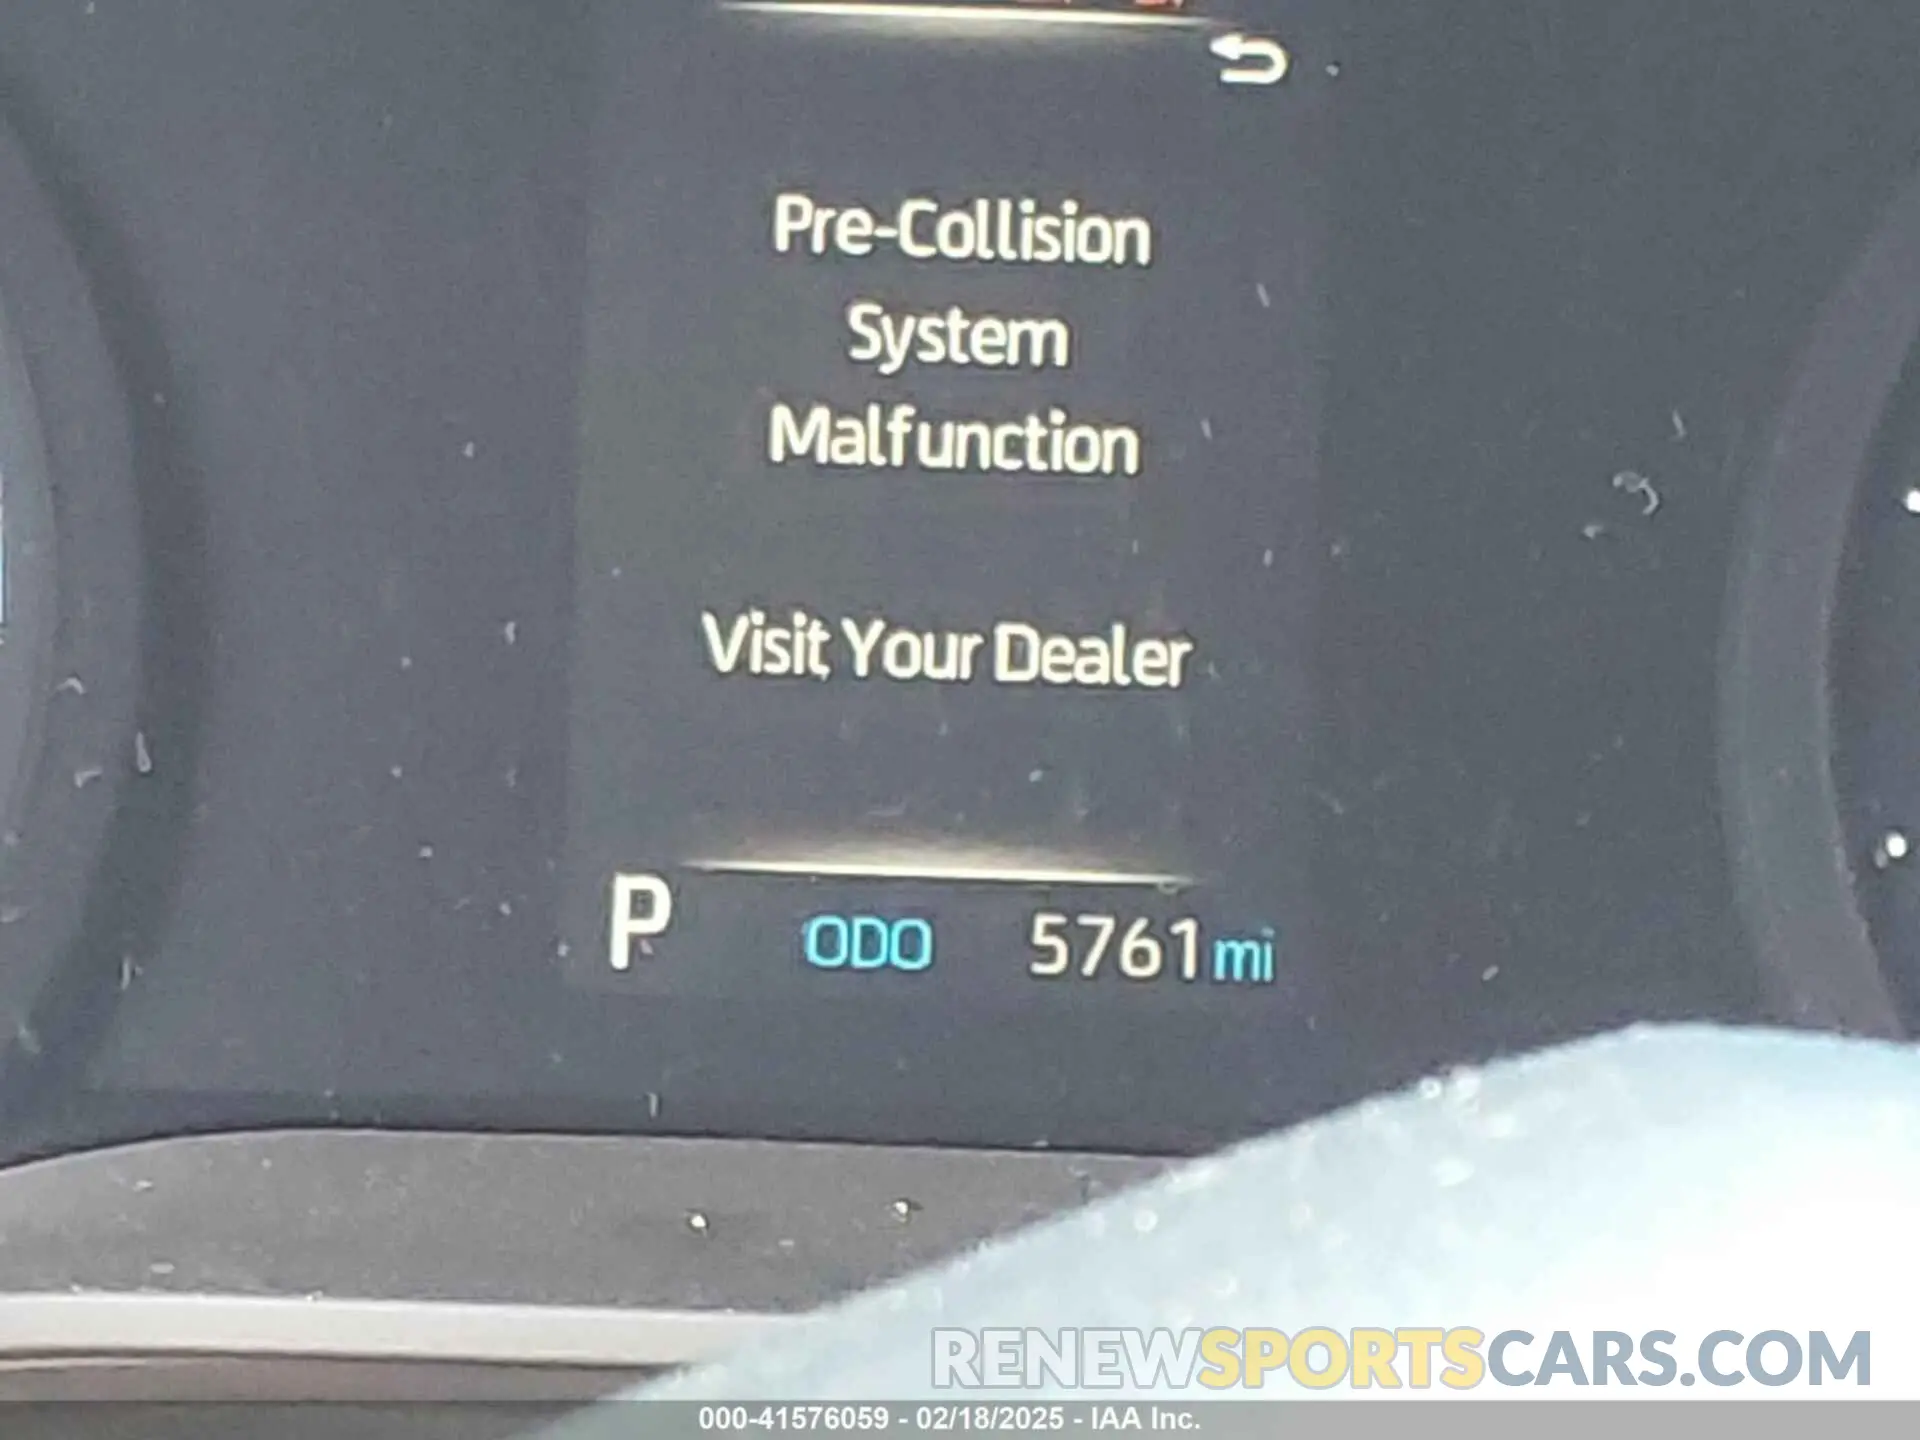 Pre-Collision
System
Malfunction
Visit Your Dealer
P ODO 5761 mi
RENEWSPORTSCARS.COM
000-41576059 - 02/18/2025 - IAA Inc.